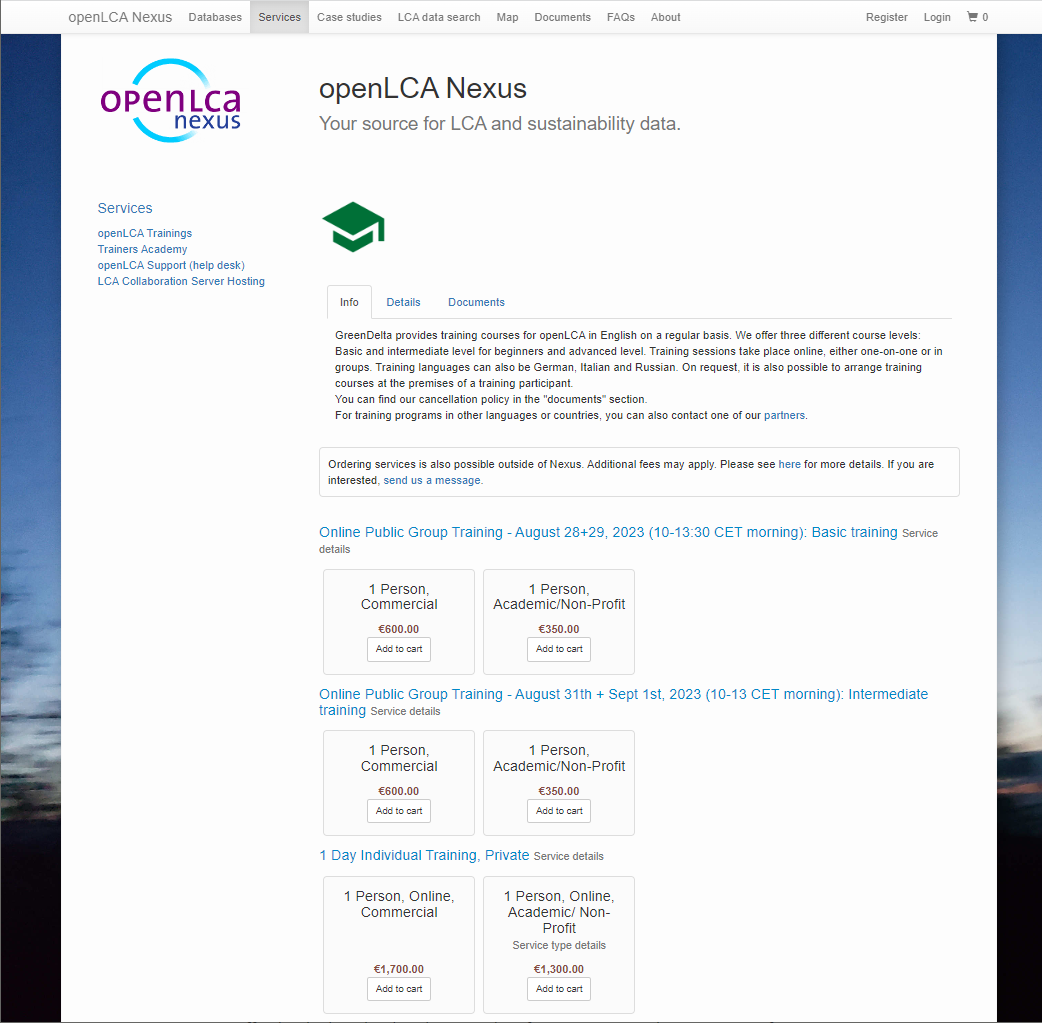 openLCA Nexus Databases Services Case studies LCA data search Map Documents FAQs About Register Login 0
openLca
nexus
openLCA Nexus
Your source for LCA and sustainability data.
Services
openLCA Trainings
Trainers Academy
openLCA Support (help desk)
LCA Collaboration Server Hosting
Info Details Documents
GreenDelta provides training courses for openLCA in English on a regular basis. We offer three different course levels:
Basic and intermediate level for beginners and advanced level. Training sessions take place online, either one-on-one or in
groups. Training languages can also be German, Italian and Russian. On request, it is also possible to arrange training
courses at the premises of a training participant.
You can find our cancellation policy in the "documents" section.
For training programs in other languages or countries, you can also contact one of our partners.
Ordering services is also possible outside of Nexus. Additional fees may apply. Please see here for more details. If you are
interested, send us a message.
Online Public Group Training - August 28+29, 2023 (10-13:30 CET morning): Basic training Service
details
1 Person,
Commercial
€600.00
Add to cart
1 Person,
Academic/Non-Profit
€350.00
Add to cart
Online Public Group Training - August 31th + Sept 1st, 2023 (10-13 CET morning): Intermediate
training Service details
1 Person,
Commercial
€600.00
Add to cart
1 Person,
Academic/Non-Profit
€350.00
Add to cart
1 Day Individual Training, Private Service details
1 Person, Online,
Commercial
€1,700.00
Add to cart
1 Person, Online,
Academic/ Non-
Profit
Service type details
€1,300.00
Add to cart